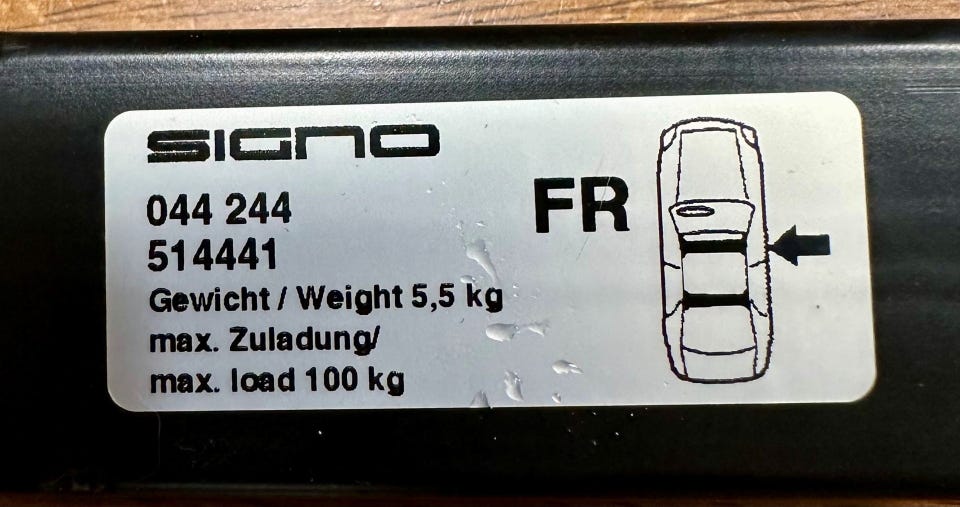 SIGNO
044 244
514441
Gewicht / Weight 5,5 kg
max. Zuladung/
max. load 100 kg
FR